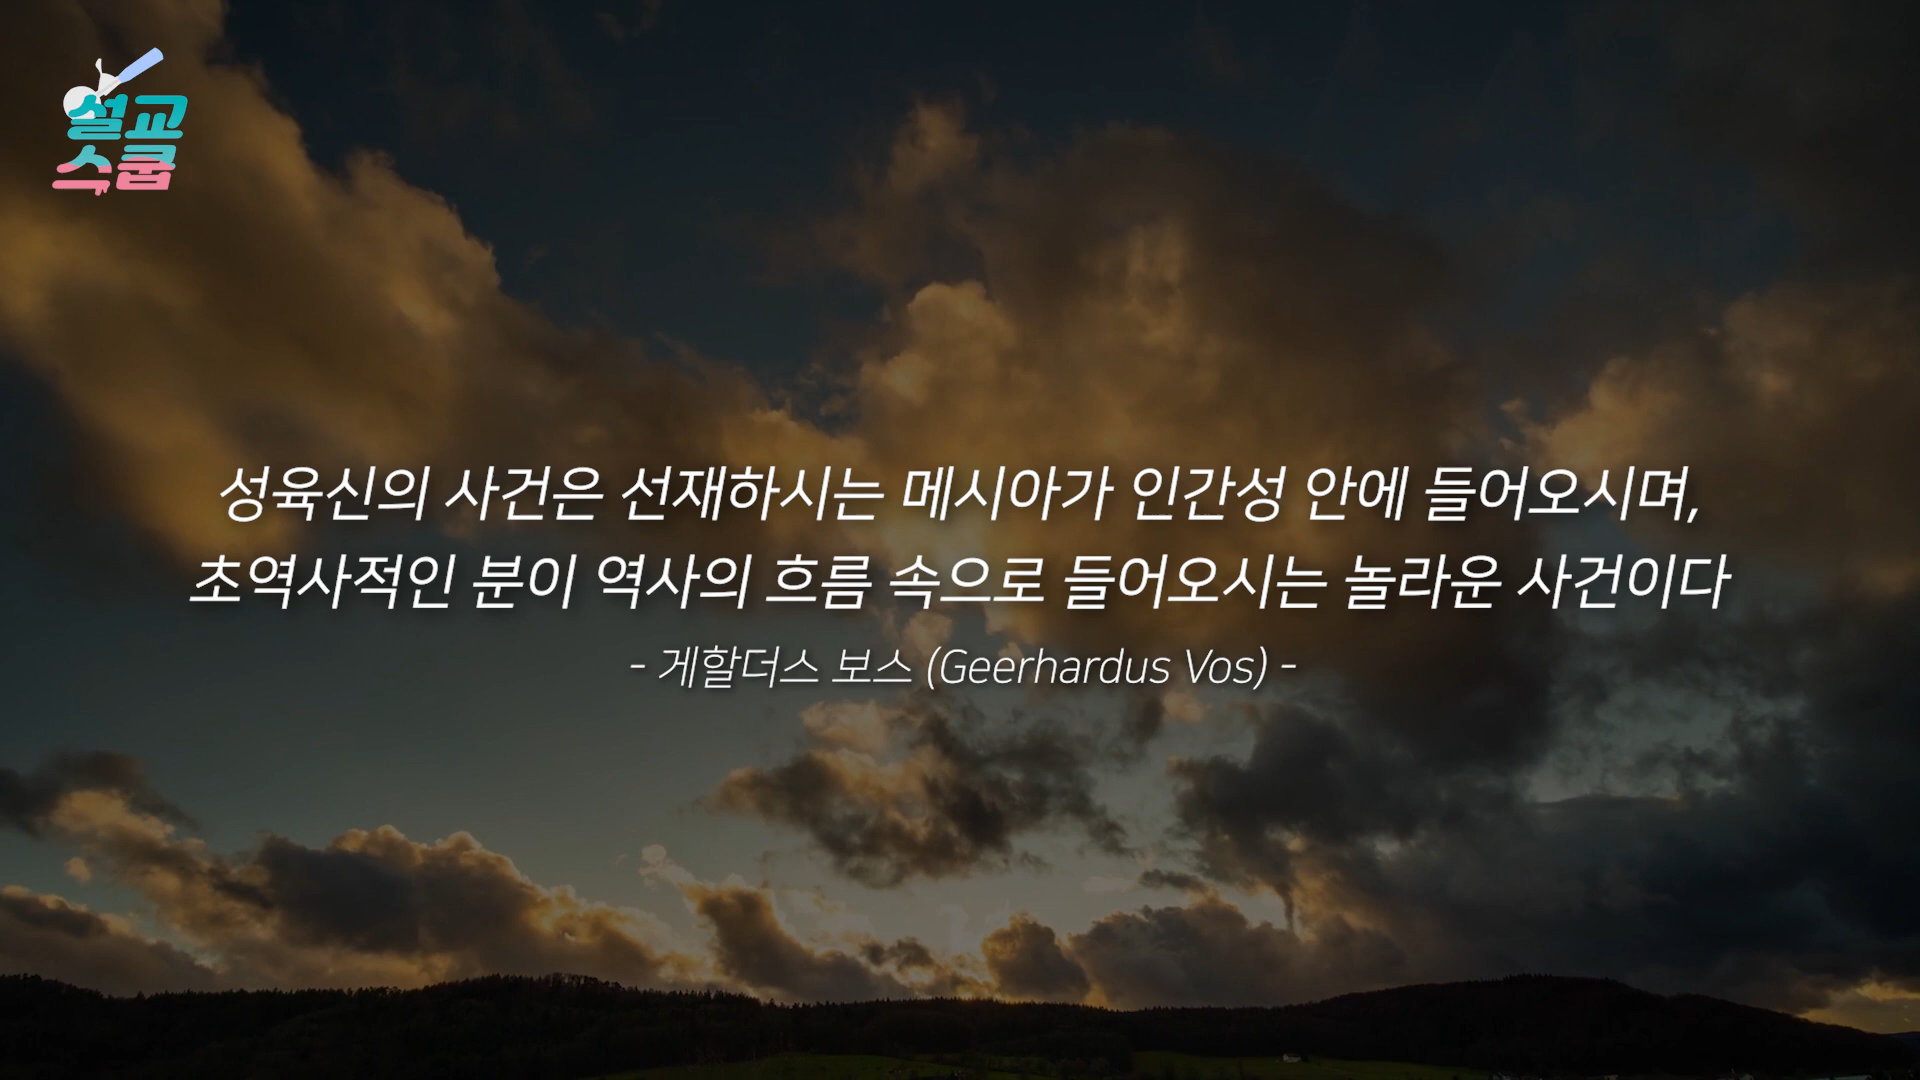 설교
스쿱
성육신의 사건은 선재하시는 메시아가 인간성 안에 들어오시며,
초역사적인 분이 역사의 흐름 속으로 들어오시는 놀라운 사건이다
- 게할더스 보스 (Geerhardus Vos) -